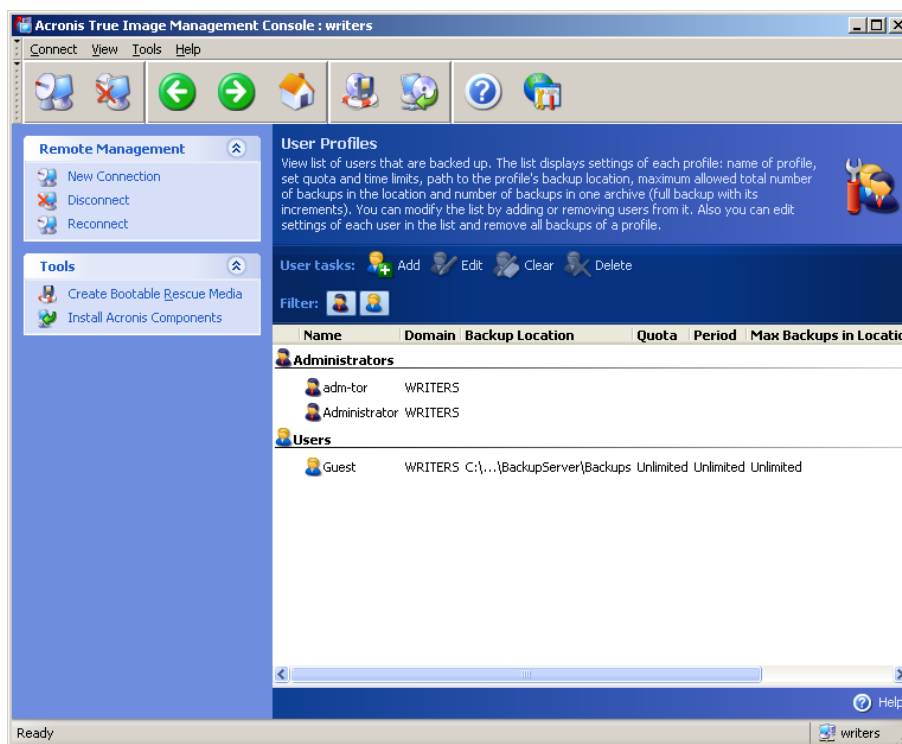 Acronis True Image Management Console : writers
Connect View Tools Help
Remote Management
New Connection
Disconnect
Reconnect
Tools
Create Bootable Rescue Media
Install Acronis Components
User Profiles
View list of users that are backed up. The list displays settings of each profile: name of profile,
set quota and time limits, path to the profile's backup location, maximum allowed total number
of backups in the location and number of backups in one archive (full backup with its
increments). You can modify the list by adding or removing users from it. Also you can edit
settings of each user in the list and remove all backups of a profile.
User tasks: Add Edit Clear Delete
Filter:
Name Domain Backup Location Quota Period Max Backups in Locatio
Administrators
adm-tor WRITERS
Administrator WRITERS
Users
Guest WRITERS C:\...\BackupServer\Backups Unlimited Unlimited Unlimited
Help
Ready writers